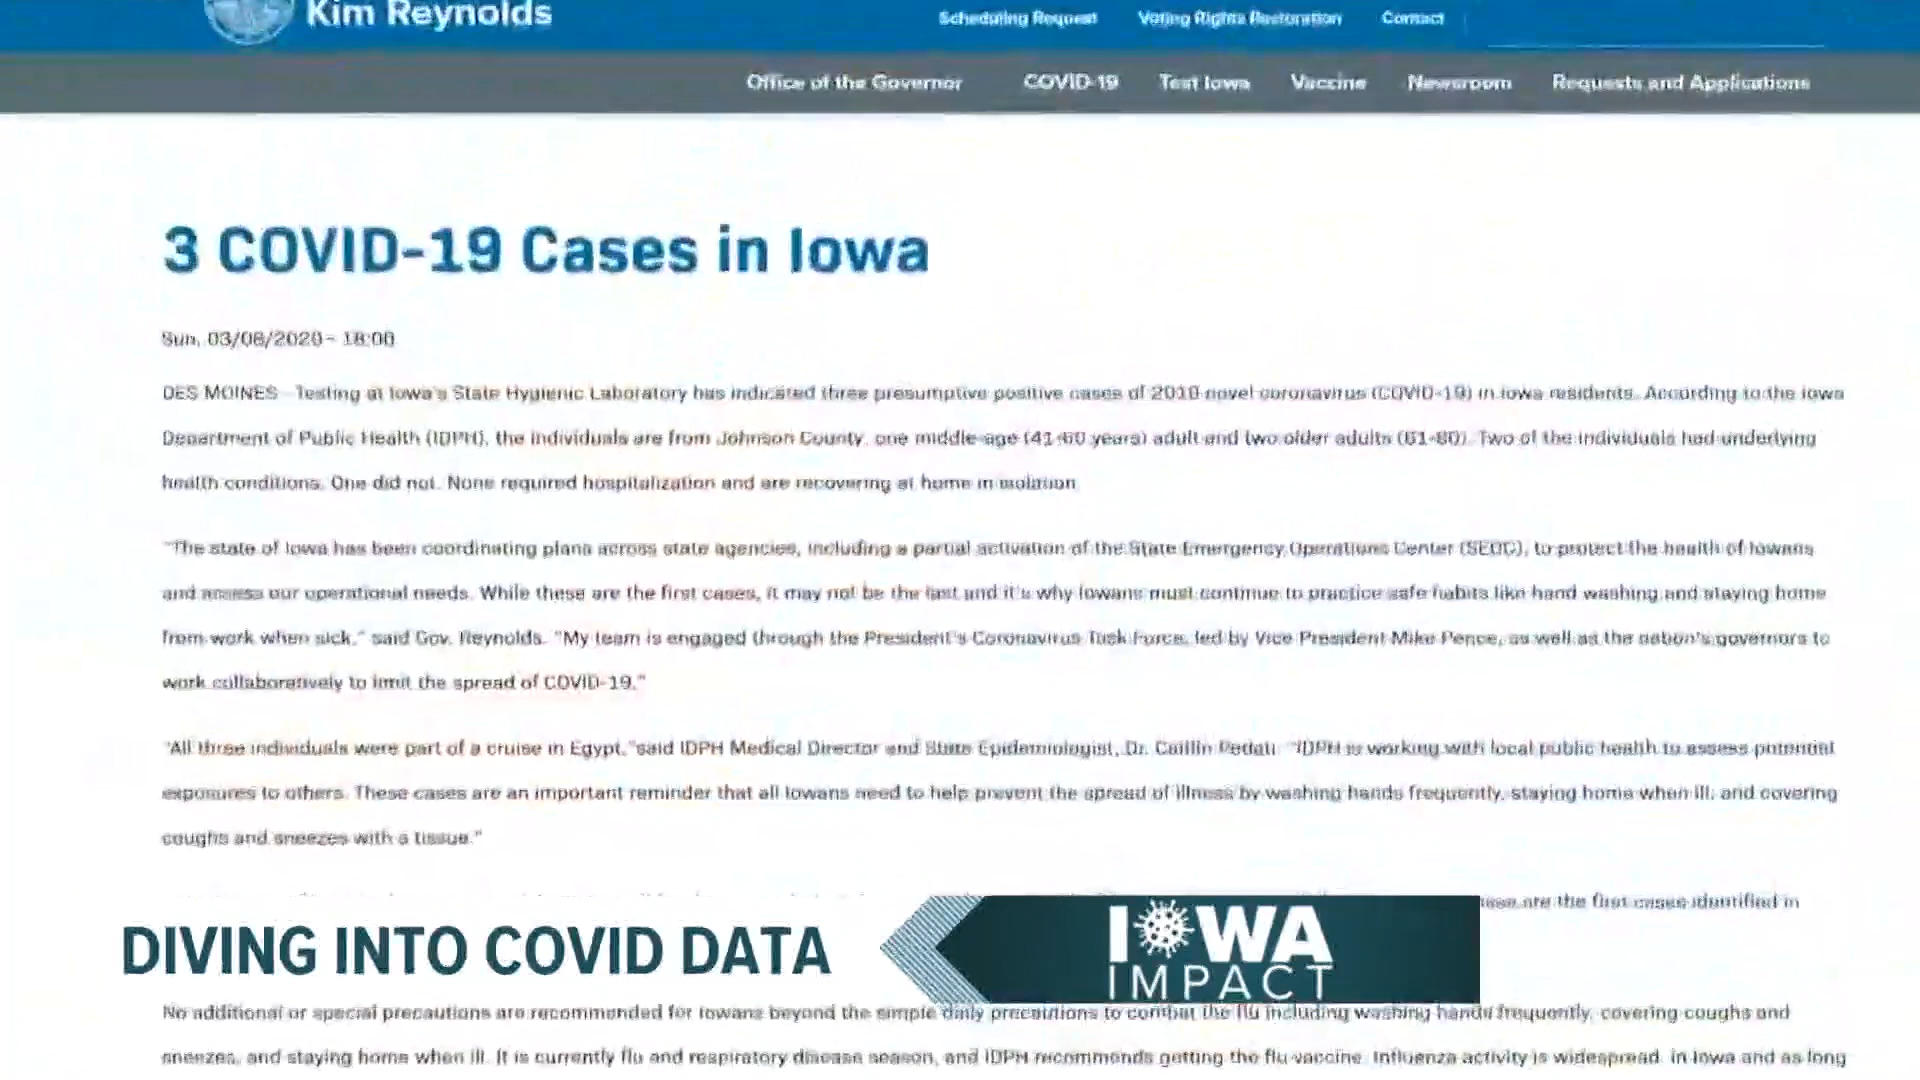 Kim Reynolds
Scheduling Request Voting Rights Restoration Contact
Office of the Governor COVID-19 Test Iowa Vaccine Newsroom Requests and Applications
3 COVID-19 Cases in Iowa
Sun, 03/08/2020 - 18:00
DES MOINES - Testing at Iowa's State Hygienic Laboratory has indicated three presumptive positive cases of 2019 novel coronavirus (COVID-19) in Iowa residents. According to the Iowa
Department of Public Health (IDPH), the individuals are from Johnson County, one middle-age (41-60 years) adult and two older adults (61-80). Two of the individuals had underlying
health conditions. One did not. None required hospitalization and are recovering at home in isolation.
"The state of Iowa has been coordinating plans across state agencies, including a partial activation of the State Emergency Operations Center (SEOC), to protect the health of Iowans
and assess our operational needs. While these are the first cases, it may not be the last and it's why Iowans must continue to practice safe habits like hand washing and staying home
from work when sick," said Gov. Reynolds. "My team is engaged through the President's Coronavirus Task Force, led by Vice President Mike Pence, as well as the nation's governors to
work collaboratively to limit the spread of COVID-19."
"All three individuals were part of a cruise in Egypt,"said IDPH Medical Director and State Epidemiologist, Dr. Caitlin Pedati. "IDPH is working with local public health to assess potential
exposures to others. These cases are an important reminder that all Iowans need to help prevent the spread of illness by washing hands frequently, staying home when ill, and covering
coughs and sneezes with a tissue."
are the first cases identified in
DIVING INTO COVID DATA
IOWA
IMPACT
No additional or special precautions are recommended for Iowans beyond the simple daily precautions to combat the flu including washing hands frequently, covering coughs and
sneezes, and staying home when ill. It is currently flu and respiratory disease season, and IDPH recommends getting the flu vaccine. Influenza activity is widespread in Iowa and as long